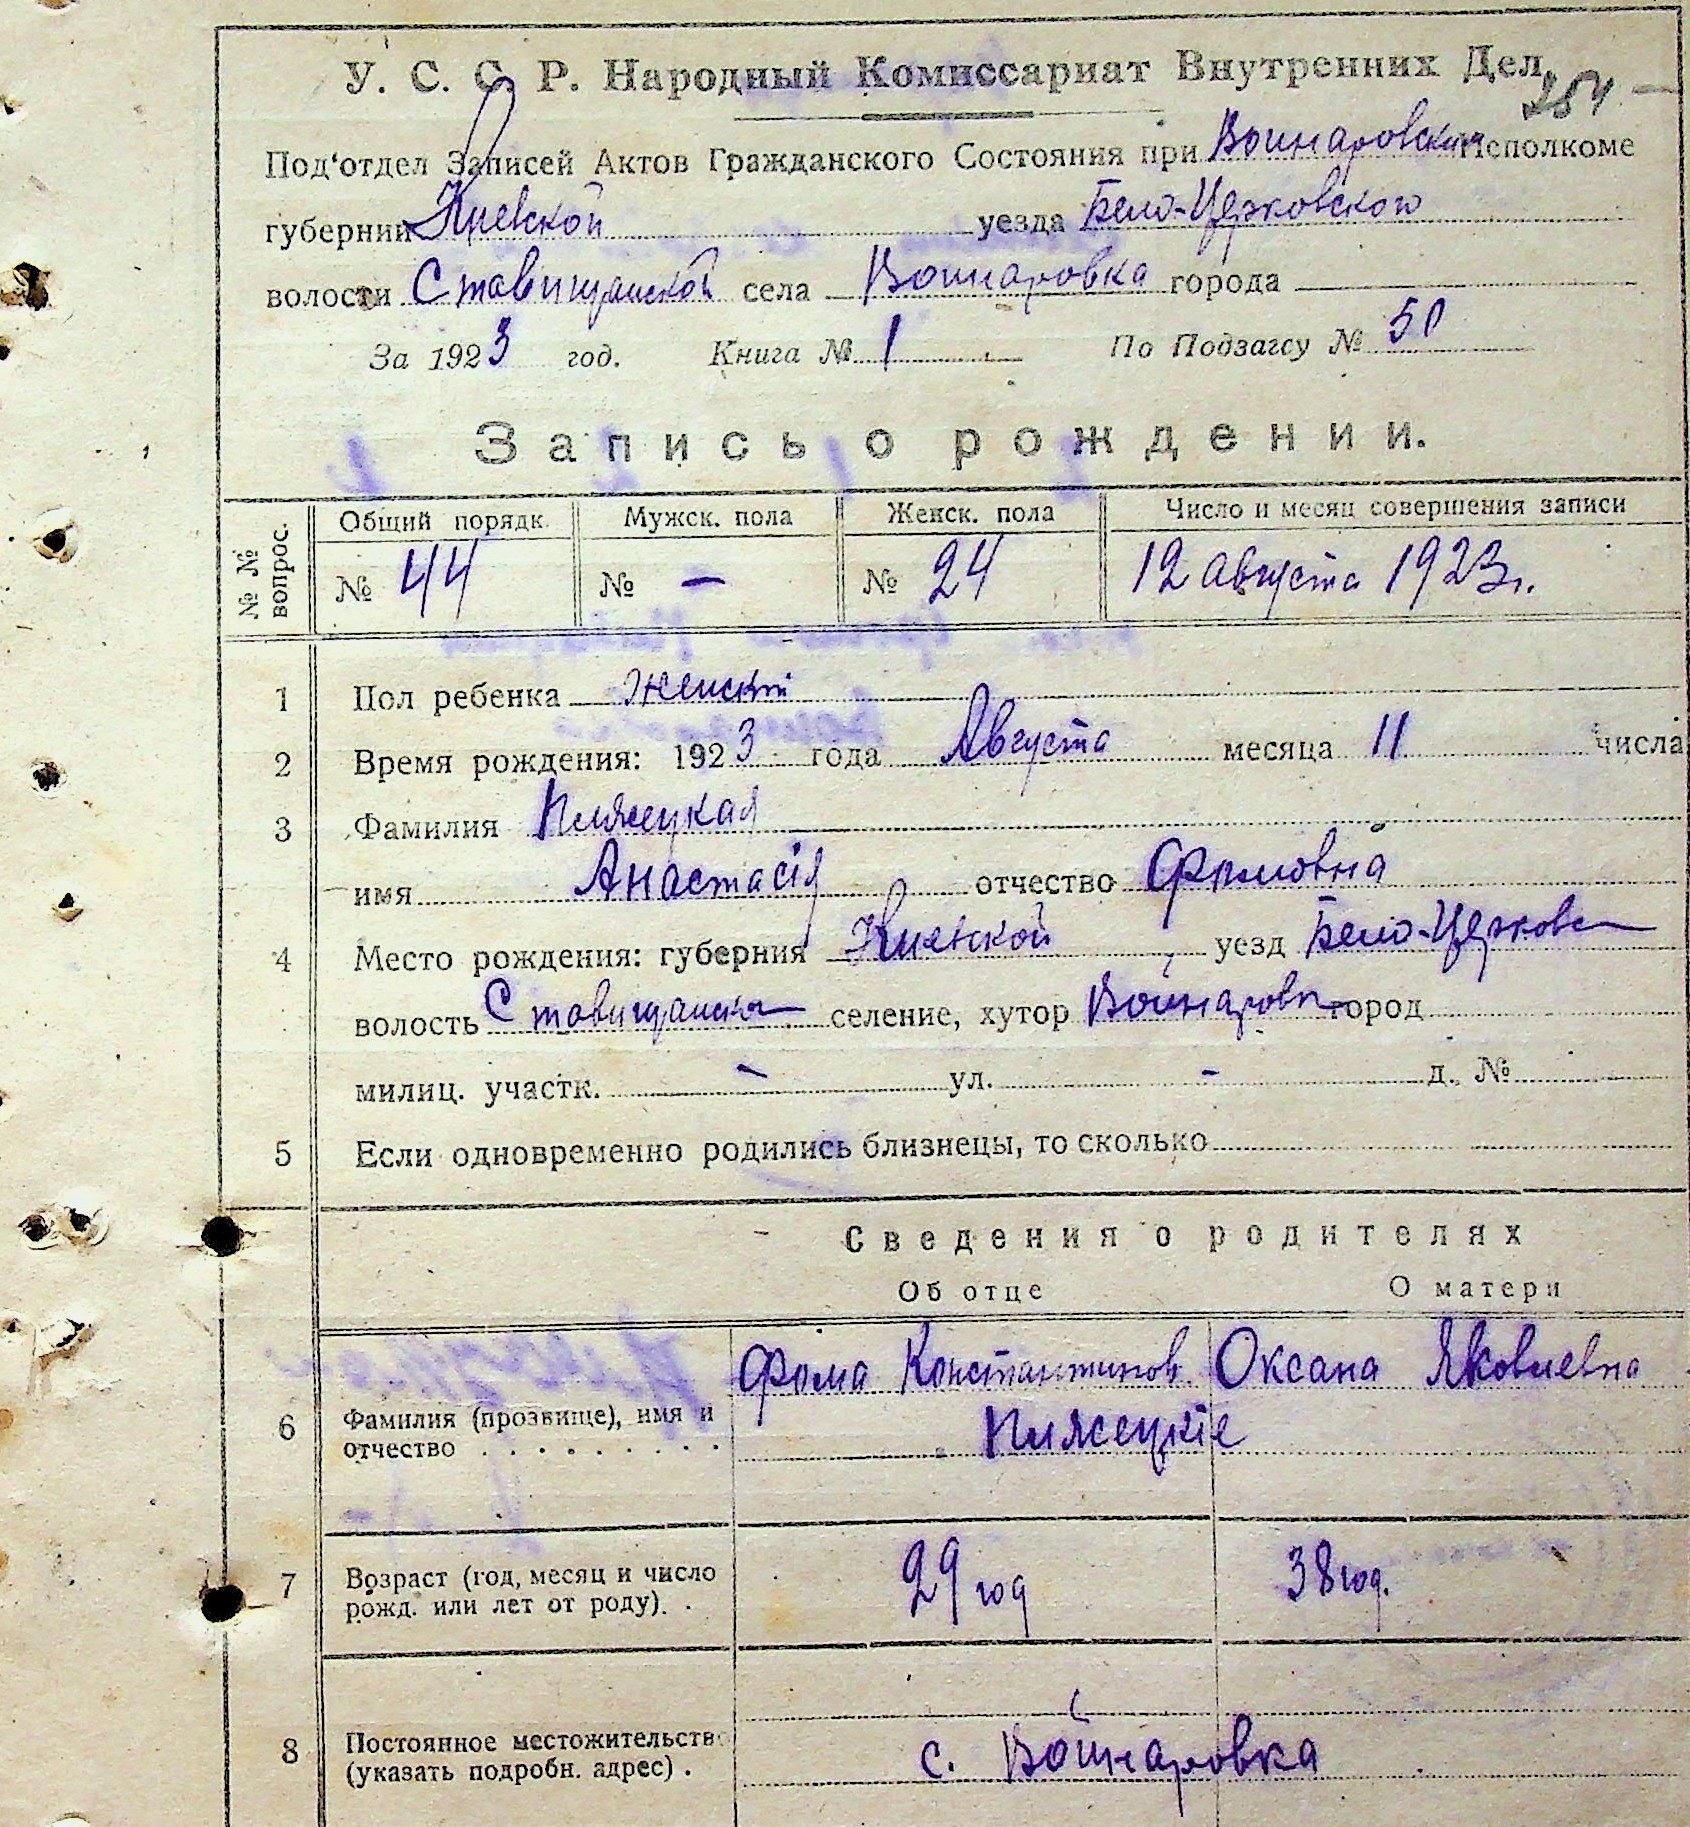 У. С. С. Р. Народный Комиссариат Внутренних Дел.
254
Под'отдел Записей Актов Гражданского Состояния при Войнаровском Исполкоме
губернии Киевской уезда Бело-Церковского
волости Ставищанской села Войнаровка города
За 1923 год. Книга № 1 По Подзагсу № 50
Запись о рождении.
№ № вопрос. Общий порядк. Мужск. пола Женск. пола Число и месяц совершения записи
№ 44 № — № 24 12 августа 1923 г.
1 Пол ребенка женский
2 Время рождения: 1923 года Августа месяца 11 числа
3 Фамилия Пляжецкая
имя Анастасія отчество Фомовна
4 Место рождения: губерния Киевской уезд Бело-Церковс
волость Ставищанска селение, хутор Войнаровк город
милиц. участк. — ул. - д. №
5 Если одновременно родились близнецы, то сколько
Сведения о родителях
Об отце О матери
Фома Константинов. Оксана Яковлевна
6 Фамилия (прозвище), имя и
отчество Пляжецкіе
7 Возраст (год, месяц и число
рожд. или лет от роду). 29 год 38 год.
8 Постоянное местожительств
(указать подробн. адрес). с. Войнаровка